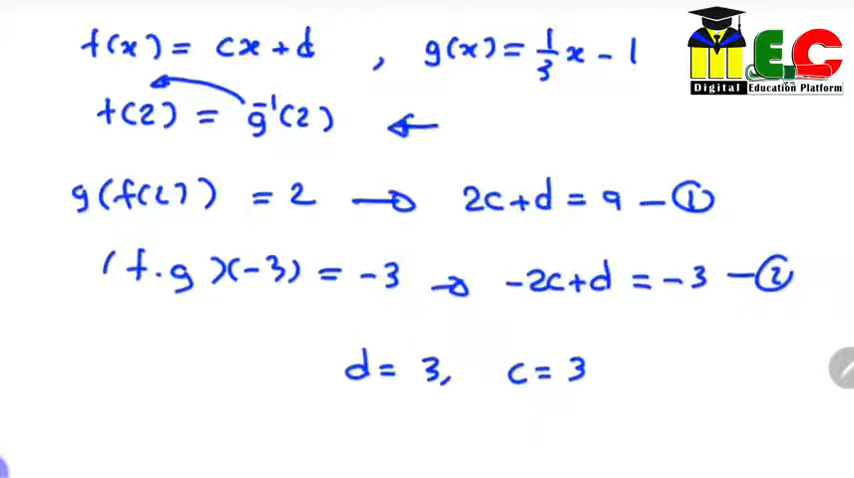 f(x) = cx + d , g(x) = 1/3 x - 1
f(2) = g⁻¹(2) ←
g(f(2)) = 2 → 2c + d = 9 - ①
(f . g)(-3) = -3 → -2c + d = -3 - ②
d = 3, c = 3
MEC
Digital Education Platform